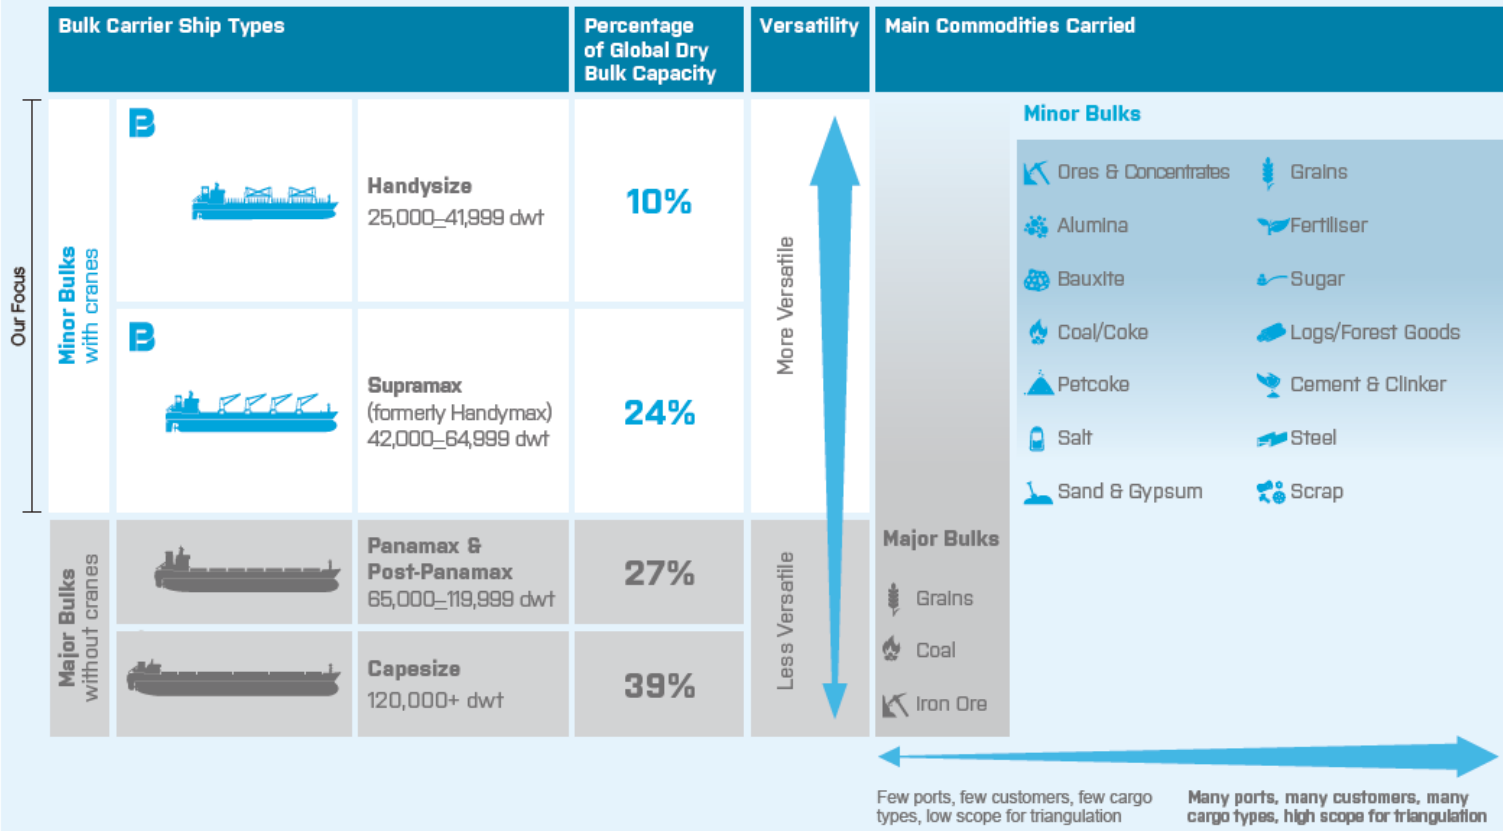 Bulk Carrier Ship Types
Percentage
of Global Dry
Bulk Capacity
Versatility
Main Commodities Carried
Our Focus
Minor Bulks
with cranes
B
Handysize
25,000–41,999 dwt
10%
B
Supramax
(formerly Handymax)
42,000–64,999 dwt
24%
Major Bulks
without cranes
Panamax &
Post-Panamax
65,000–119,999 dwt
27%
Capesize
120,000+ dwt
39%
More Versatile
Less Versatile
Major Bulks
Grains
Coal
Iron Ore
Minor Bulks
Ores & Concentrates
Alumina
Bauxite
Coal/Coke
Petcoke
Salt
Sand & Gypsum
Grains
Fertiliser
Sugar
Logs/Forest Goods
Cement & Clinker
Steel
Scrap
Few ports, few customers, few cargo
types, low scope for triangulation
Many ports, many customers, many
cargo types, high scope for triangulation